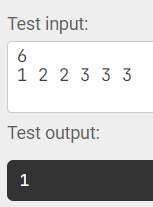 Test input:
6
1 2 2 3 3 3
Test output:
1